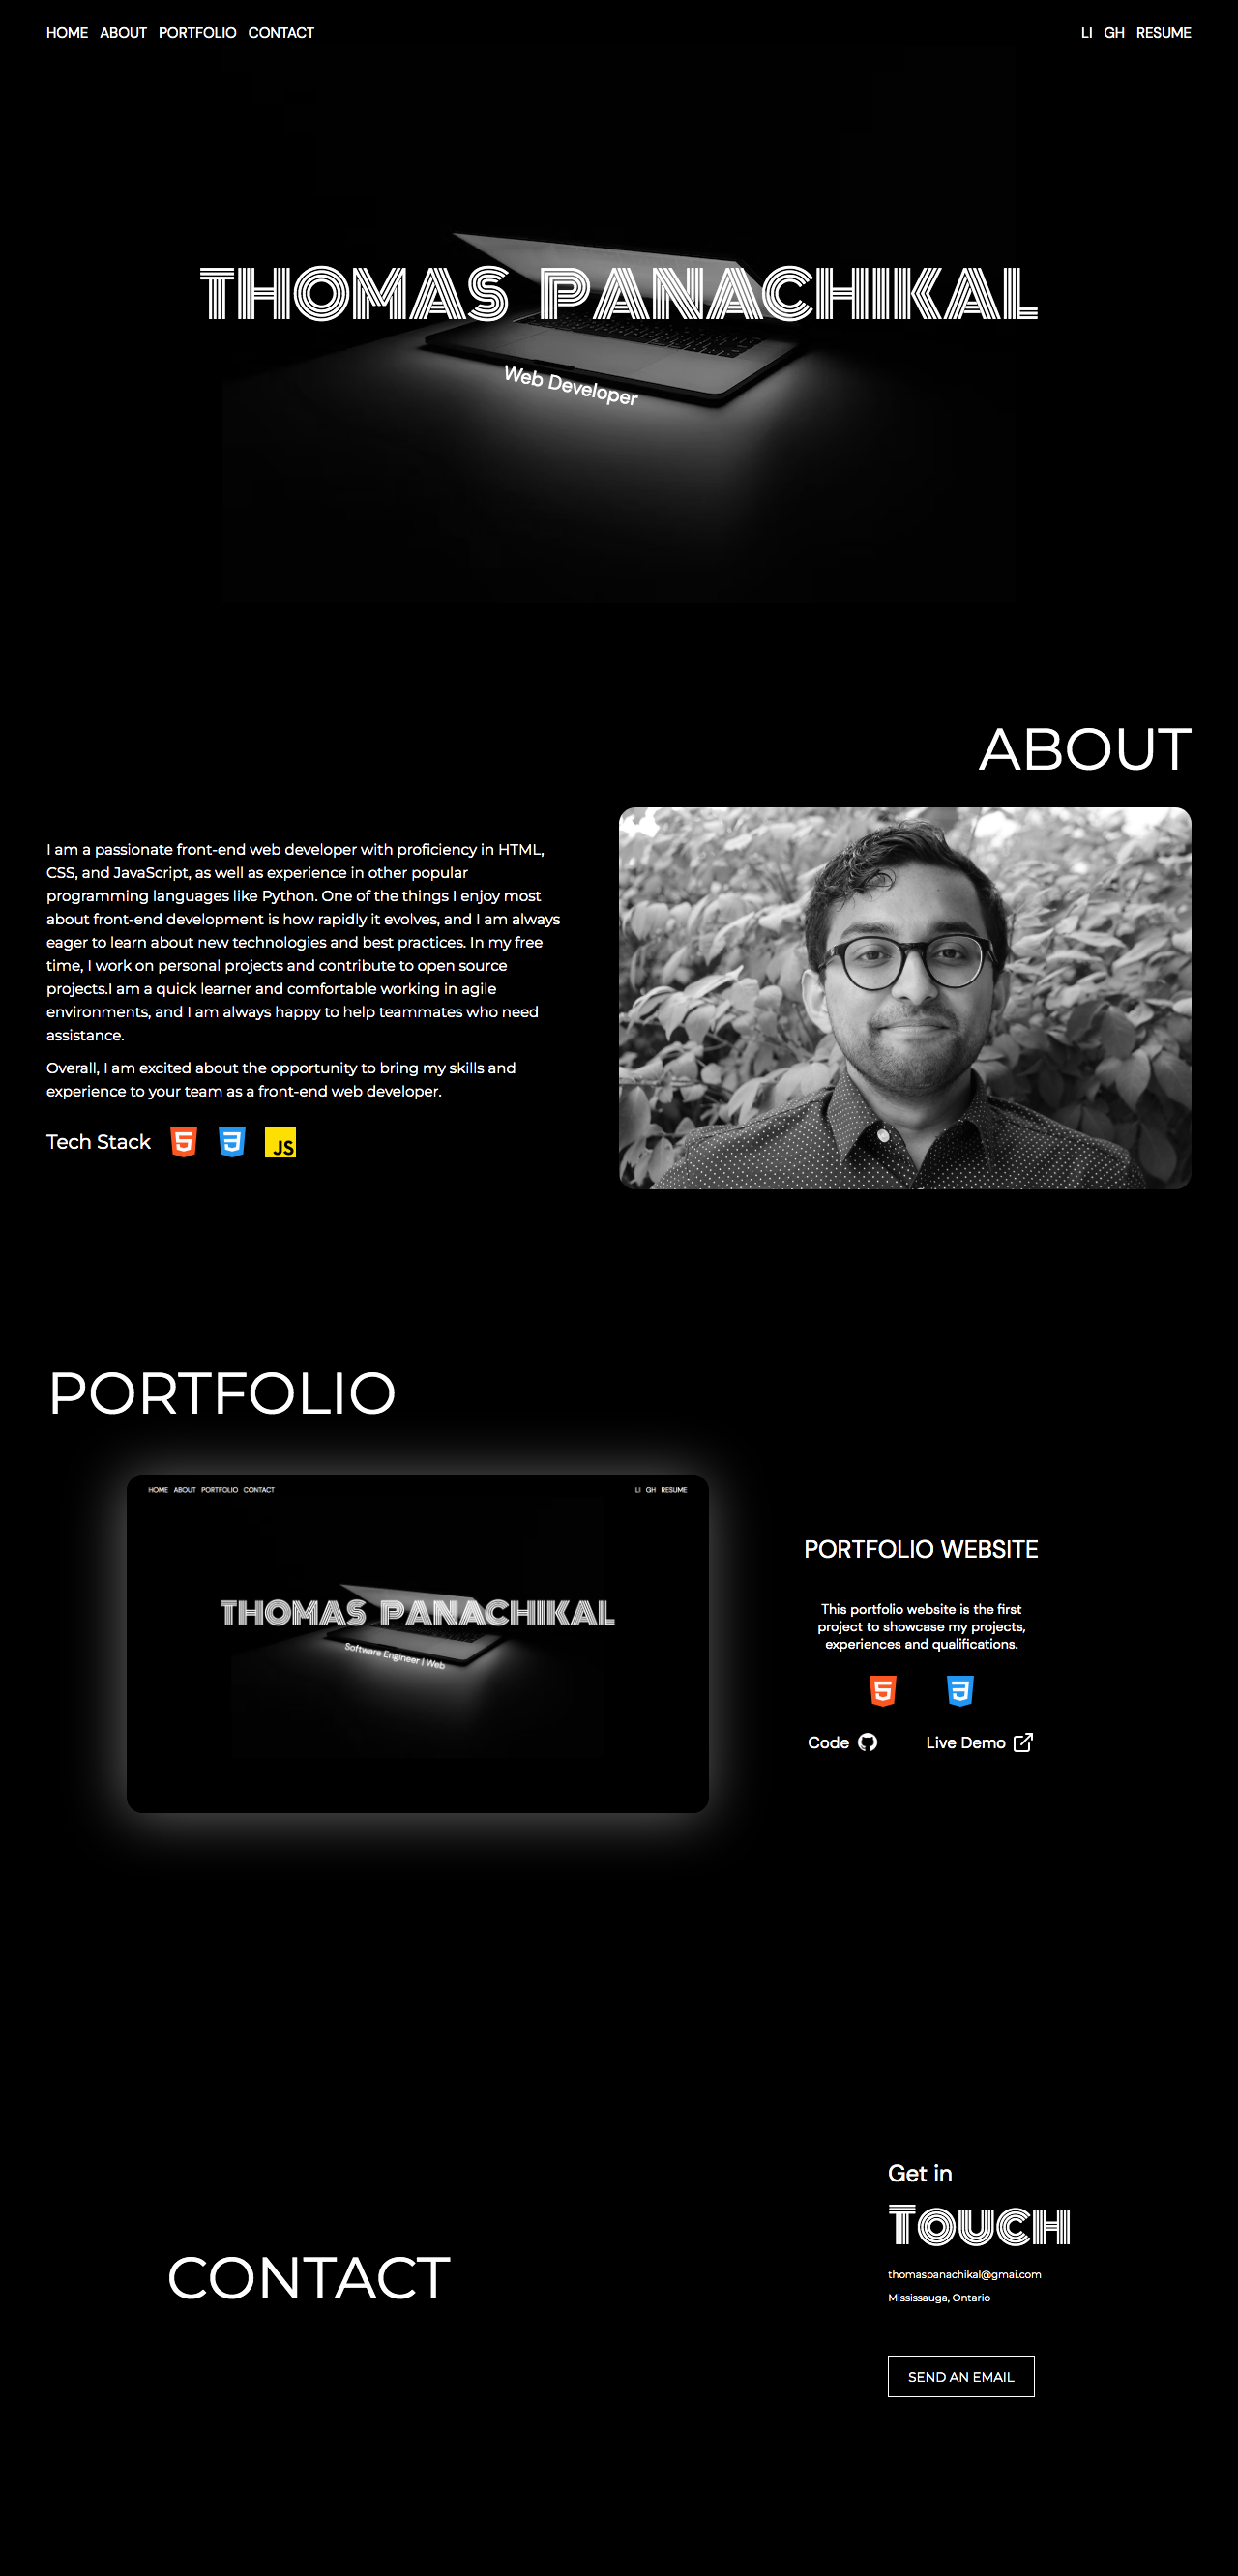 HOME ABOUT PORTFOLIO CONTACT
LI GH RESUME
THOMAS PANACHIKAL
Web Developer
ABOUT
I am a passionate front-end web developer with proficiency in HTML,
CSS, and JavaScript, as well as experience in other popular
programming languages like Python. One of the things I enjoy most
about front-end development is how rapidly it evolves, and I am always
eager to learn about new technologies and best practices. In my free
time, I work on personal projects and contribute to open source
projects.I am a quick learner and comfortable working in agile
environments, and I am always happy to help teammates who need
assistance.
Overall, I am excited about the opportunity to bring my skills and
experience to your team as a front-end web developer.
Tech Stack 5 3 JS
PORTFOLIO
HOME ABOUT PORTFOLIO CONTACT
LI GH RESUME
THOMAS PANACHIKAL
Software Engineer | Web
PORTFOLIO WEBSITE
This portfolio website is the first
project to showcase my projects,
experiences and qualifications.
5 3
Code
Live Demo
CONTACT
Get in
TOUCH
thomaspanachikal@gmai.com
Mississauga, Ontario
SEND AN EMAIL